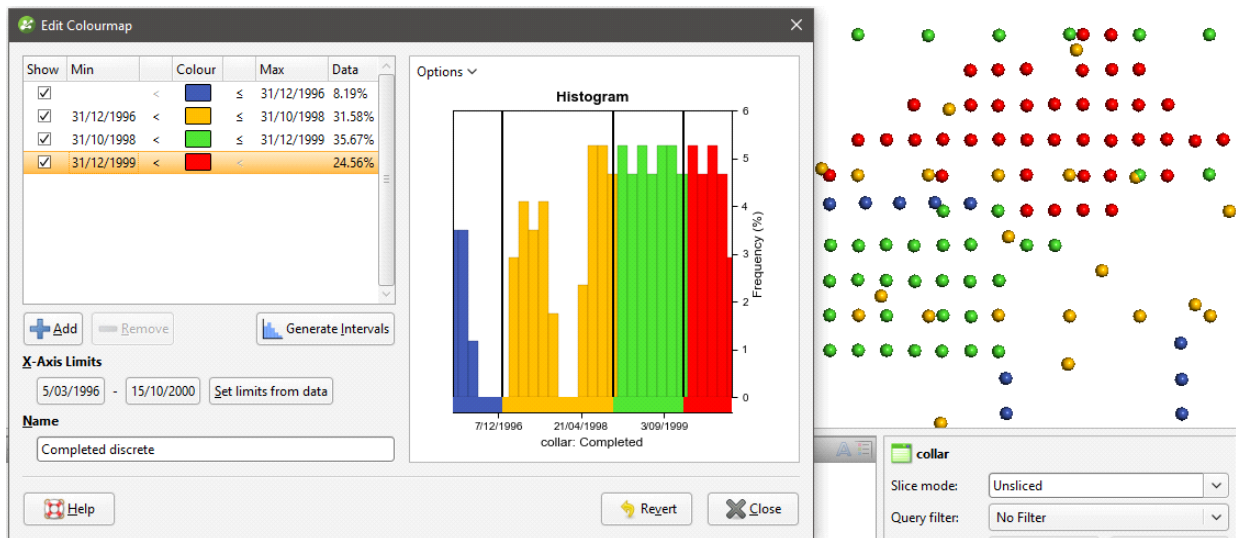 Edit Colourmap
Show Min Colour Max Data
< ≤ 31/12/1996 8.19%
31/12/1996 < ≤ 31/10/1998 31.58%
31/10/1998 < ≤ 31/12/1999 35.67%
31/12/1999 < < 24.56%
Add Remove Generate Intervals
X-Axis Limits
5/03/1996 - 15/10/2000 Set limits from data
Name
Completed discrete
Help Revert Close
Options
Histogram
6
5
4
3
2
1
0
Frequency (%)
7/12/1996 21/04/1998 3/09/1999
collar: Completed
collar
Slice mode: Unsliced
Query filter: No Filter